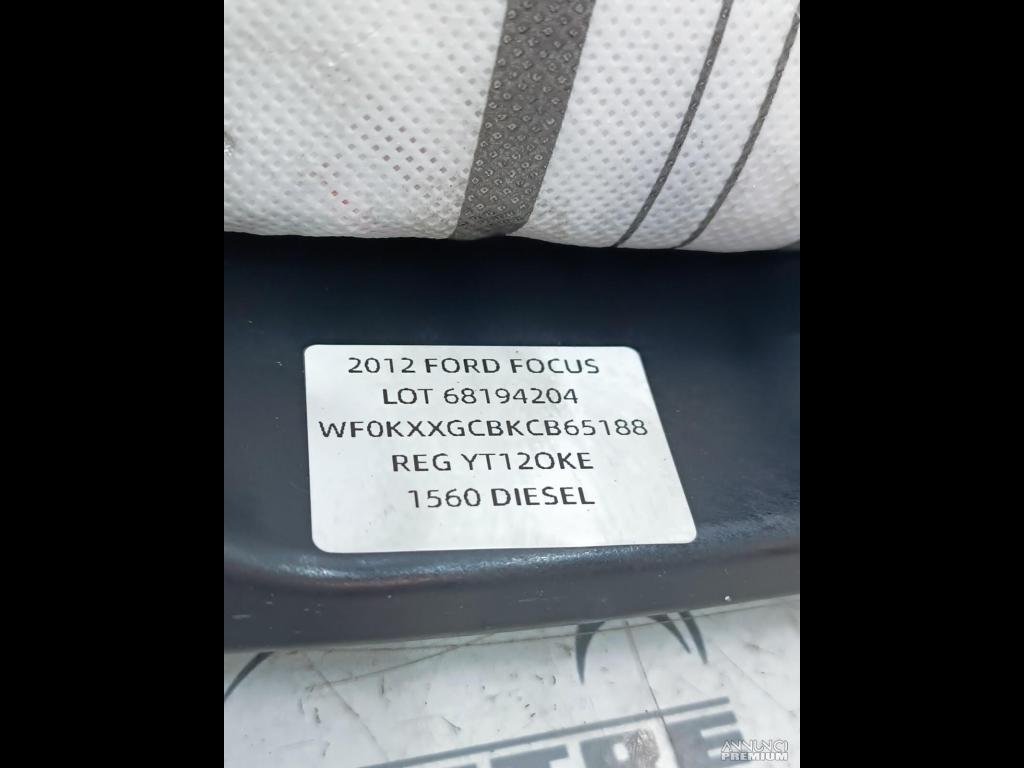 2012 FORD FOCUS
LOT 68194204
WF0KXXGCBKCB65188
REG YT12OKE
1560 DIESEL
ANNUNCI
PREMIUM